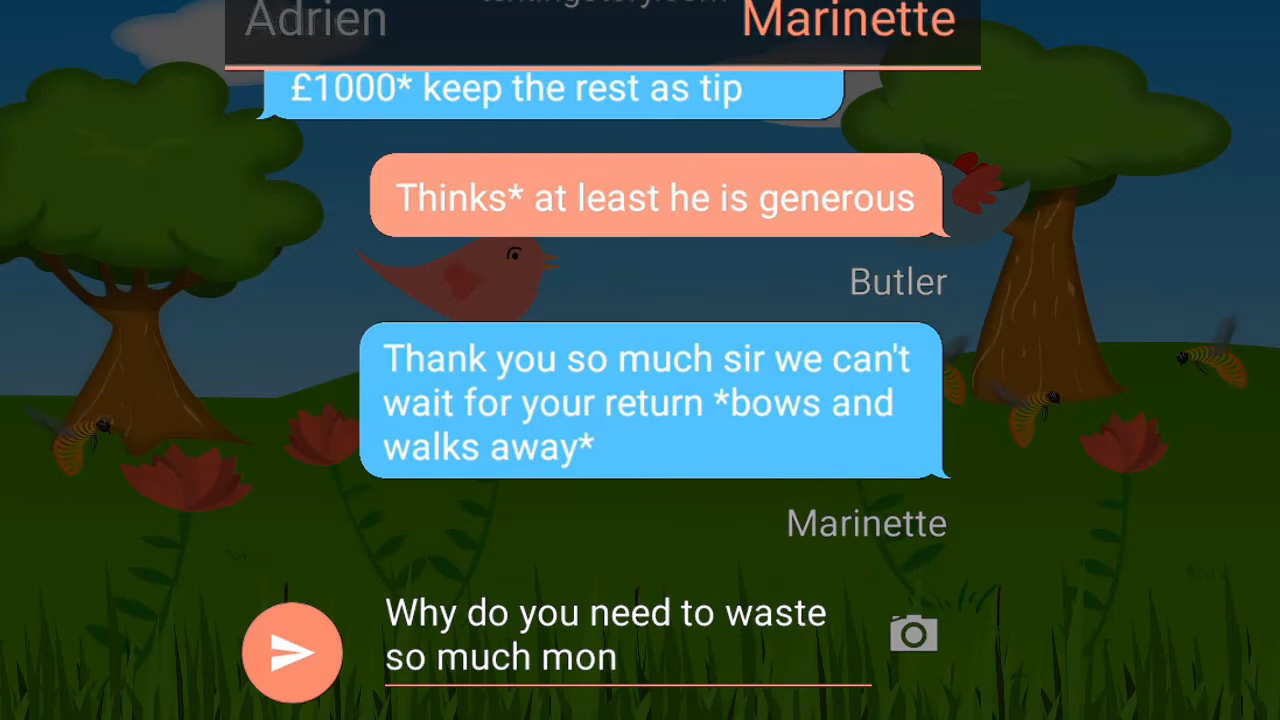 Adrien Marinette
£1000* keep the rest as tip
Thinks* at least he is generous
Butler
Thank you so much sir we can't
wait for your return *bows and
walks away*
Marinette
Why do you need to waste
so much mon